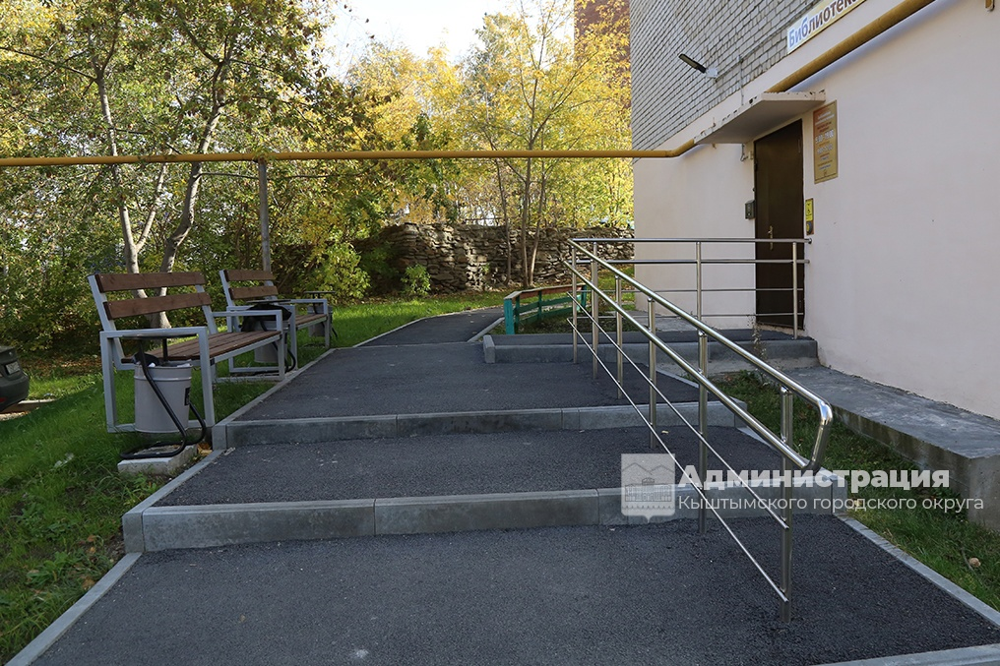 Библиотека
Администрация
Кыштымского городского округа